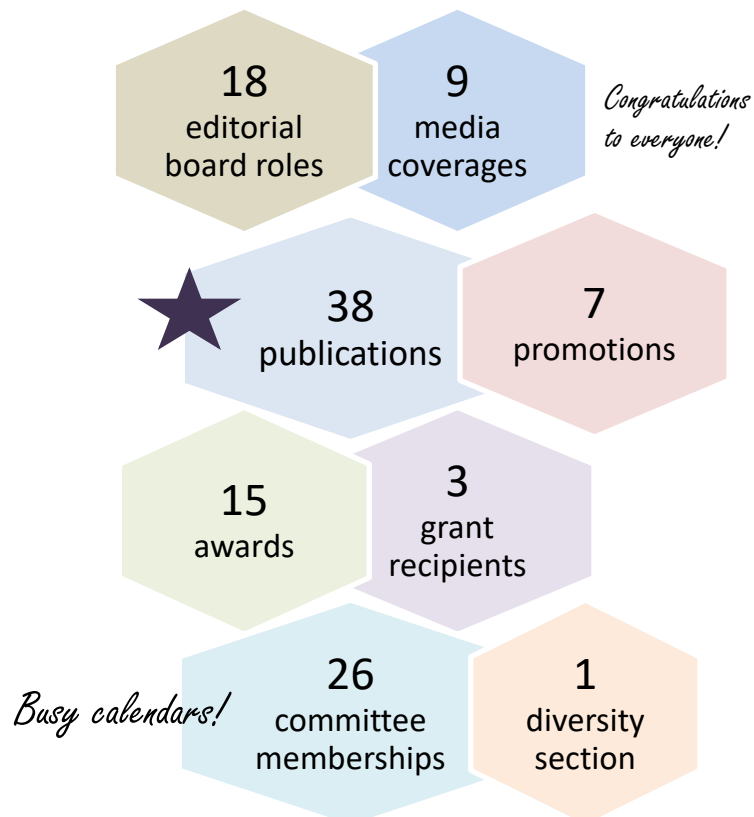 18
editorial
board roles
9
media
coverages
Congratulations
to everyone!
38
publications
7
promotions
15
awards
3
grant
recipients
Busy calendars!
26
committee
memberships
1
diversity
section